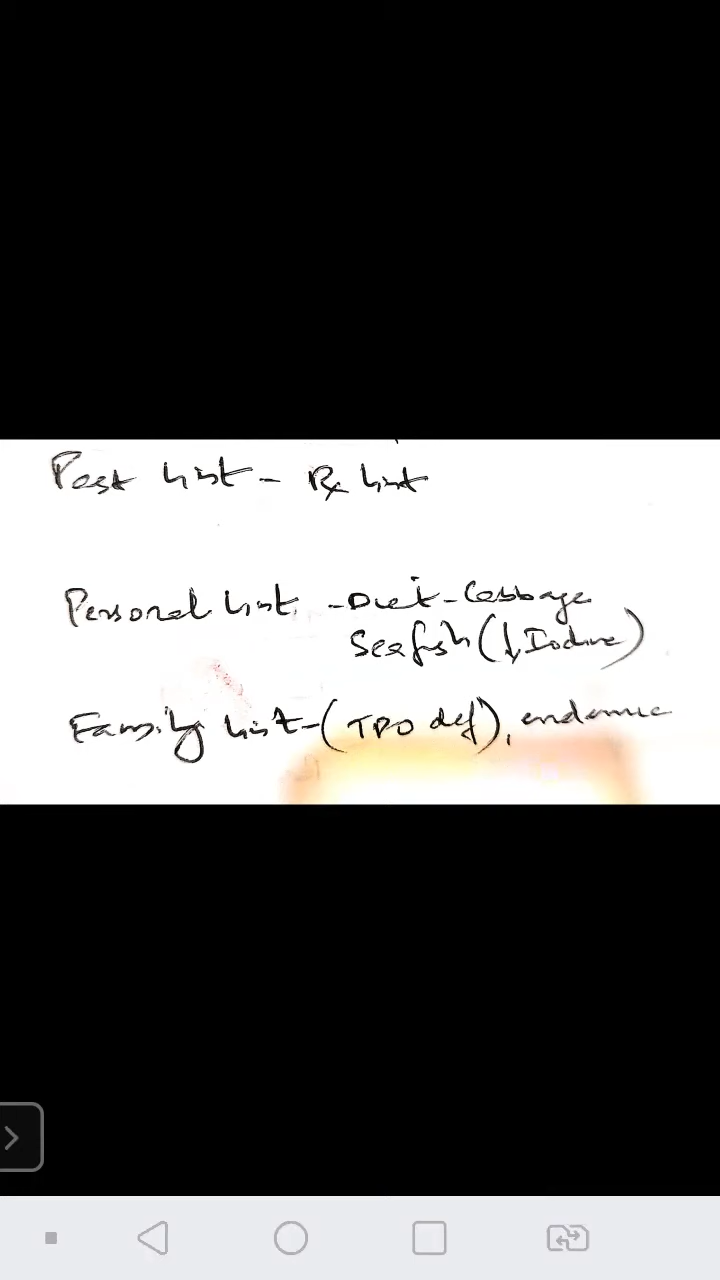 Past hist - Rx hist
Personal hist. - Diet - Cabbage
Seafish (↓ Iodine)
Family hist - (TPO def), endemic